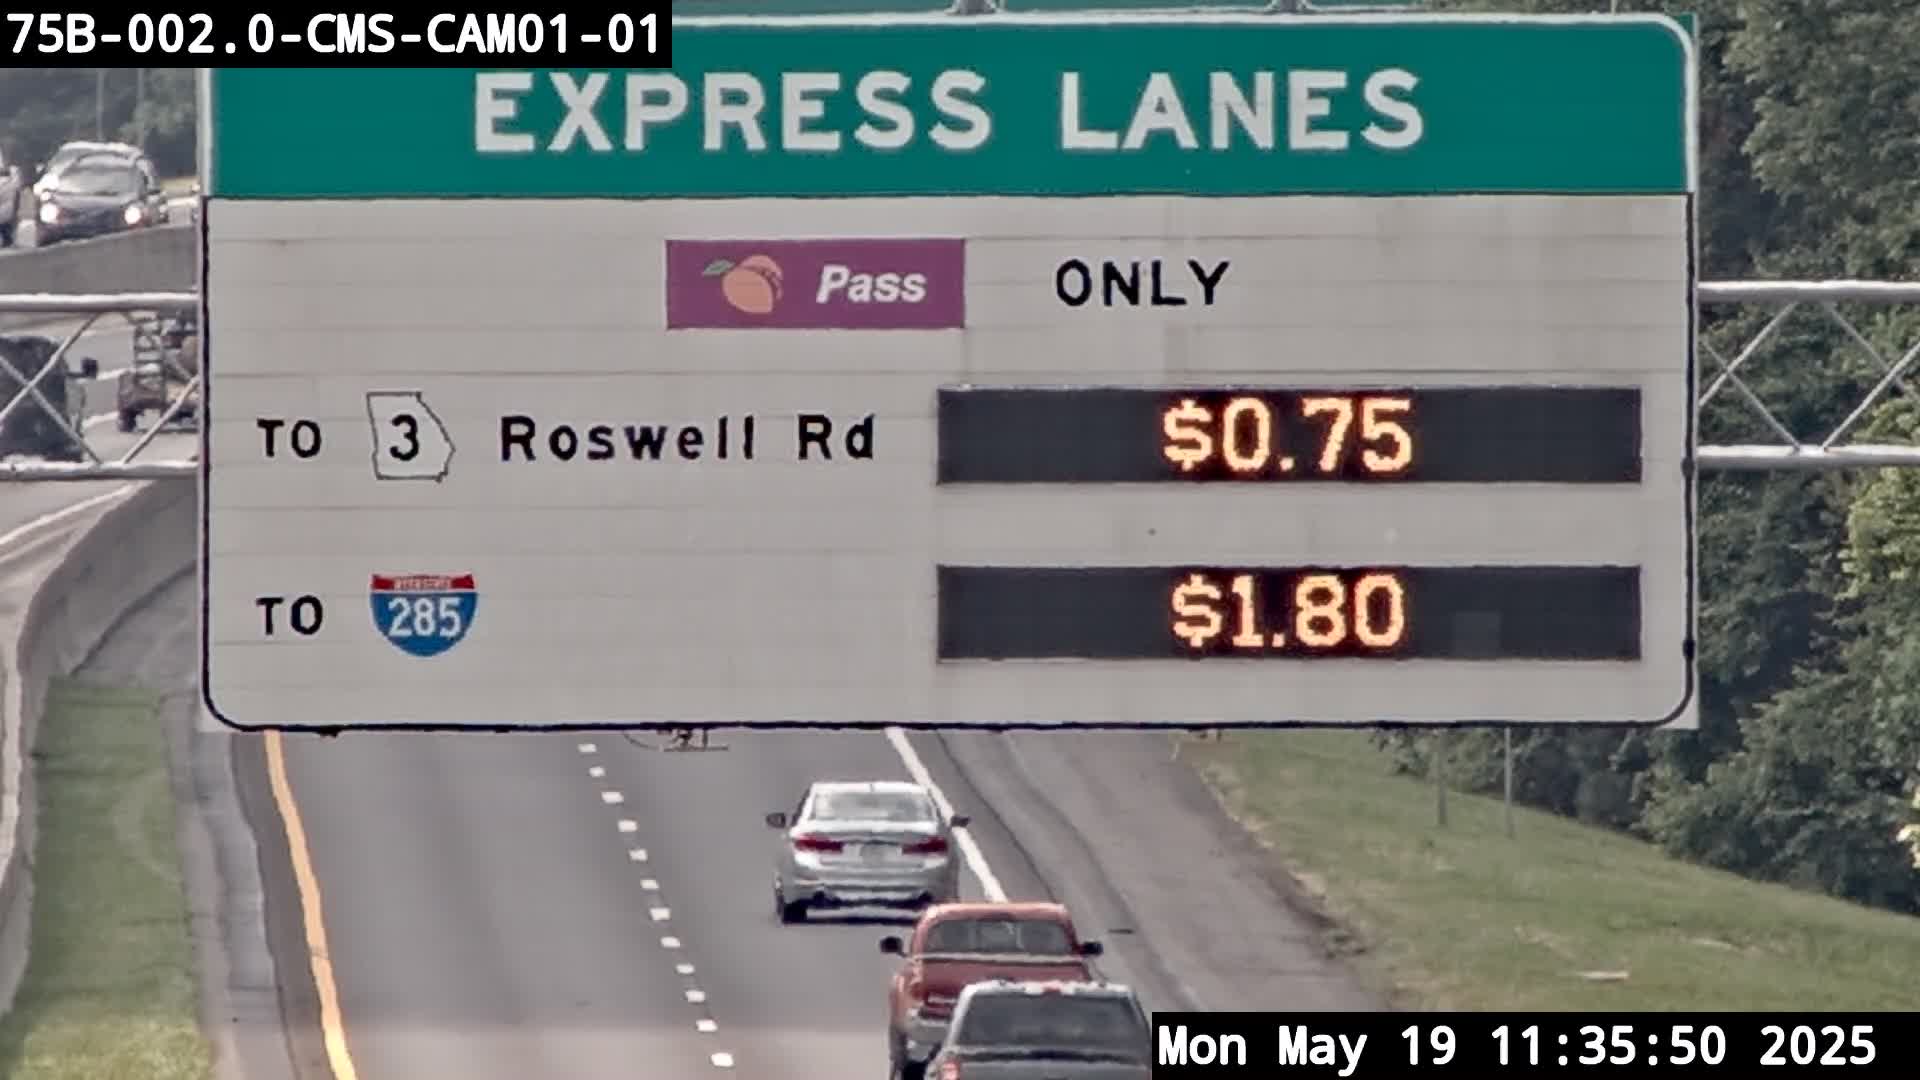 75B-002.0-CMS-CAM01-01
EXPRESS LANES
Pass ONLY
TO 3 Roswell Rd $0.75
TO INTERSTATE 285 $1.80
Mon May 19 11:35:50 2025